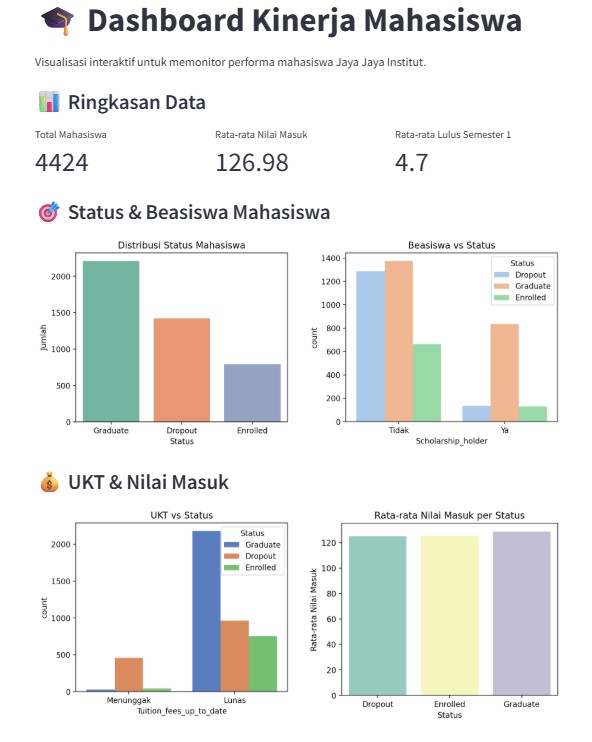 Dashboard Kinerja Mahasiswa
Visualisasi interaktif untuk memonitor performa mahasiswa Jaya Jaya Institut.
Ringkasan Data
Total Mahasiswa
4424
Rata-rata Nilai Masuk
126.98
Rata-rata Lulus Semester 1
4.7
Status & Beasiswa Mahasiswa
Distribusi Status Mahasiswa
Jumlah
2000
1500
1000
500
0
Graduate
Dropout
Enrolled
Status
Beasiswa vs Status
count
1400
1200
1000
800
600
400
200
0
Status
Dropout
Graduate
Enrolled
Tidak
Ya
Scholarship_holder
UKT & Nilai Masuk
UKT vs Status
count
2000
1500
1000
500
0
Status
Graduate
Dropout
Enrolled
Menunggak
Lunas
Tuition_fees_up_to_date
Rata-rata Nilai Masuk per Status
Rata-rata Nilai Masuk
120
100
80
60
40
20
0
Dropout
Enrolled
Graduate
Status